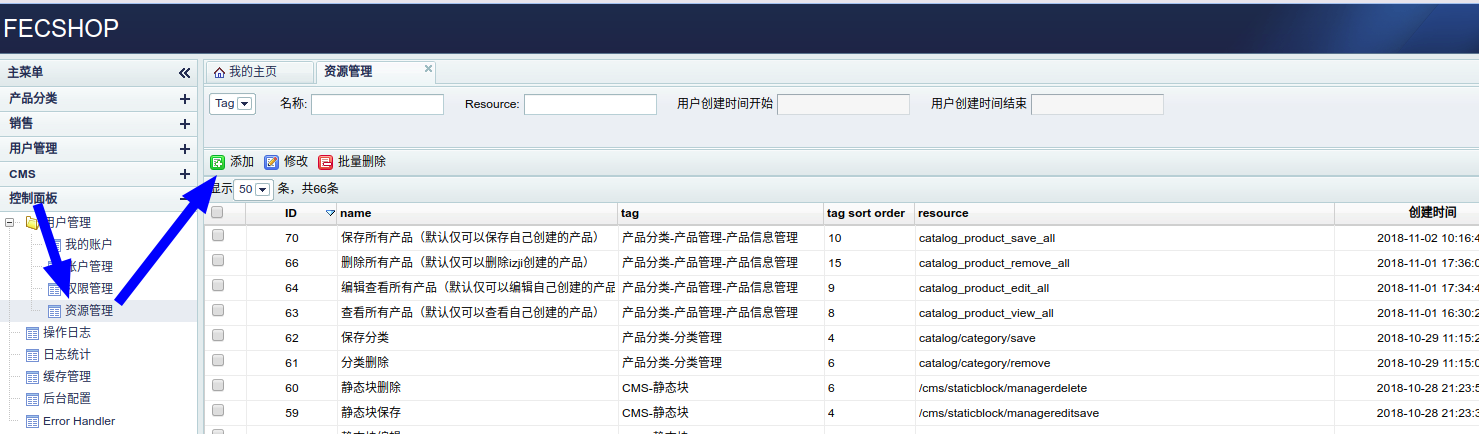 FECSHOP
主菜单
产品分类
销售
用户管理
CMS
控制面板
用户管理
我的账户
账户管理
权限管理
资源管理
操作日志
日志统计
缓存管理
后台配置
Error Handler
我的主页 资源管理
Tag 名称: Resource: 用户创建时间开始 用户创建时间结束
添加 修改 批量删除
显示 50 条，共66条
ID name tag tag sort order resource 创建时间
70 保存所有产品（默认仅可以保存自己创建的产品） 产品分类-产品管理-产品信息管理 10 catalog_product_save_all 2018-11-02 10:16:4
66 删除所有产品（默认仅可以删除izji创建的产品） 产品分类-产品管理-产品信息管理 15 catalog_product_remove_all 2018-11-01 17:36:0
64 编辑查看所有产品（默认仅可以编辑自己创建的产品 产品分类-产品管理-产品信息管理 9 catalog_product_edit_all 2018-11-01 17:34:4
63 查看所有产品（默认仅可以查看自己创建的产品） 产品分类-产品管理-产品信息管理 8 catalog_product_view_all 2018-11-01 16:30:2
62 保存分类 产品分类-分类管理 4 catalog/category/save 2018-10-29 11:15:2
61 分类删除 产品分类-分类管理 6 catalog/category/remove 2018-10-29 11:15:0
60 静态块删除 CMS-静态块 6 /cms/staticblock/managerdelete 2018-10-28 21:23:5
59 静态块保存 CMS-静态块 4 /cms/staticblock/managereditsave 2018-10-28 21:23:3